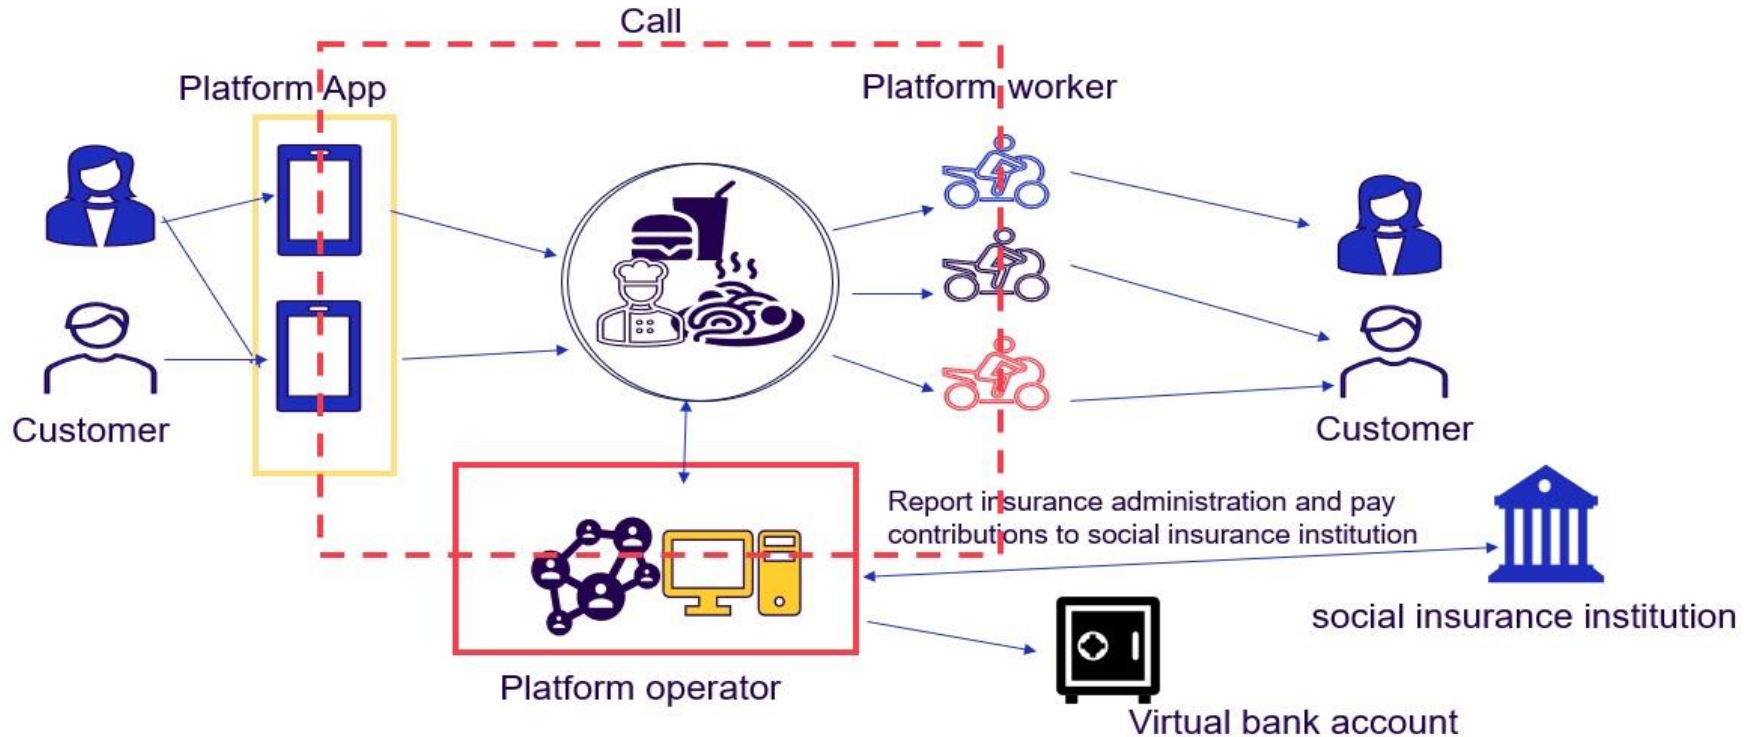 Call
Platform App
Platform worker
Customer
Customer
Report insurance administration and pay
contributions to social insurance institution
social insurance institution
Platform operator
Virtual bank account